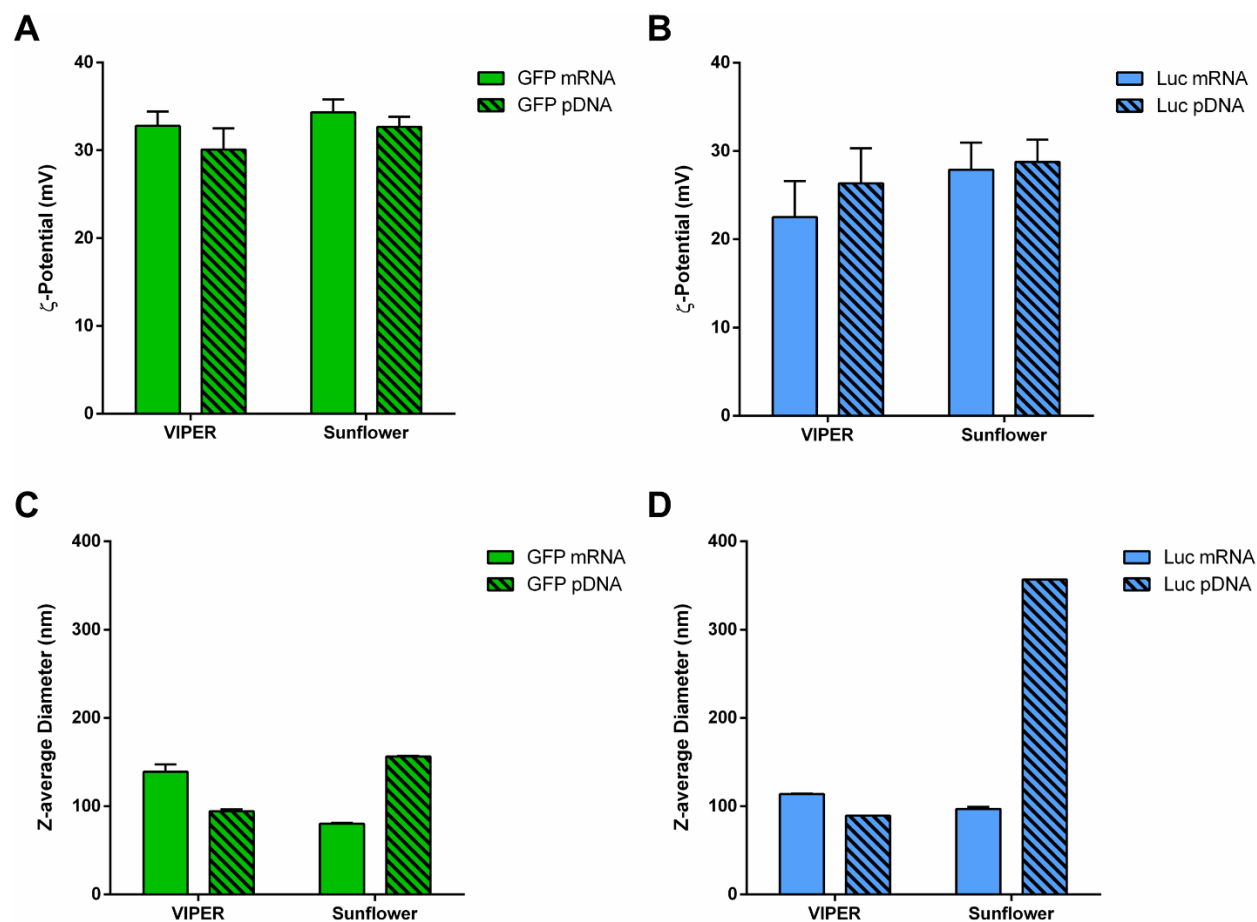 A
ζ-Potential (mV)
40
30
20
10
0
VIPER
Sunflower
GFP mRNA
GFP pDNA
B
ζ-Potential (mV)
40
30
20
10
0
VIPER
Sunflower
Luc mRNA
Luc pDNA
C
Z-average Diameter (nm)
400
300
200
100
0
VIPER
Sunflower
GFP mRNA
GFP pDNA
D
Z-average Diameter (nm)
400
300
200
100
0
VIPER
Sunflower
Luc mRNA
Luc pDNA